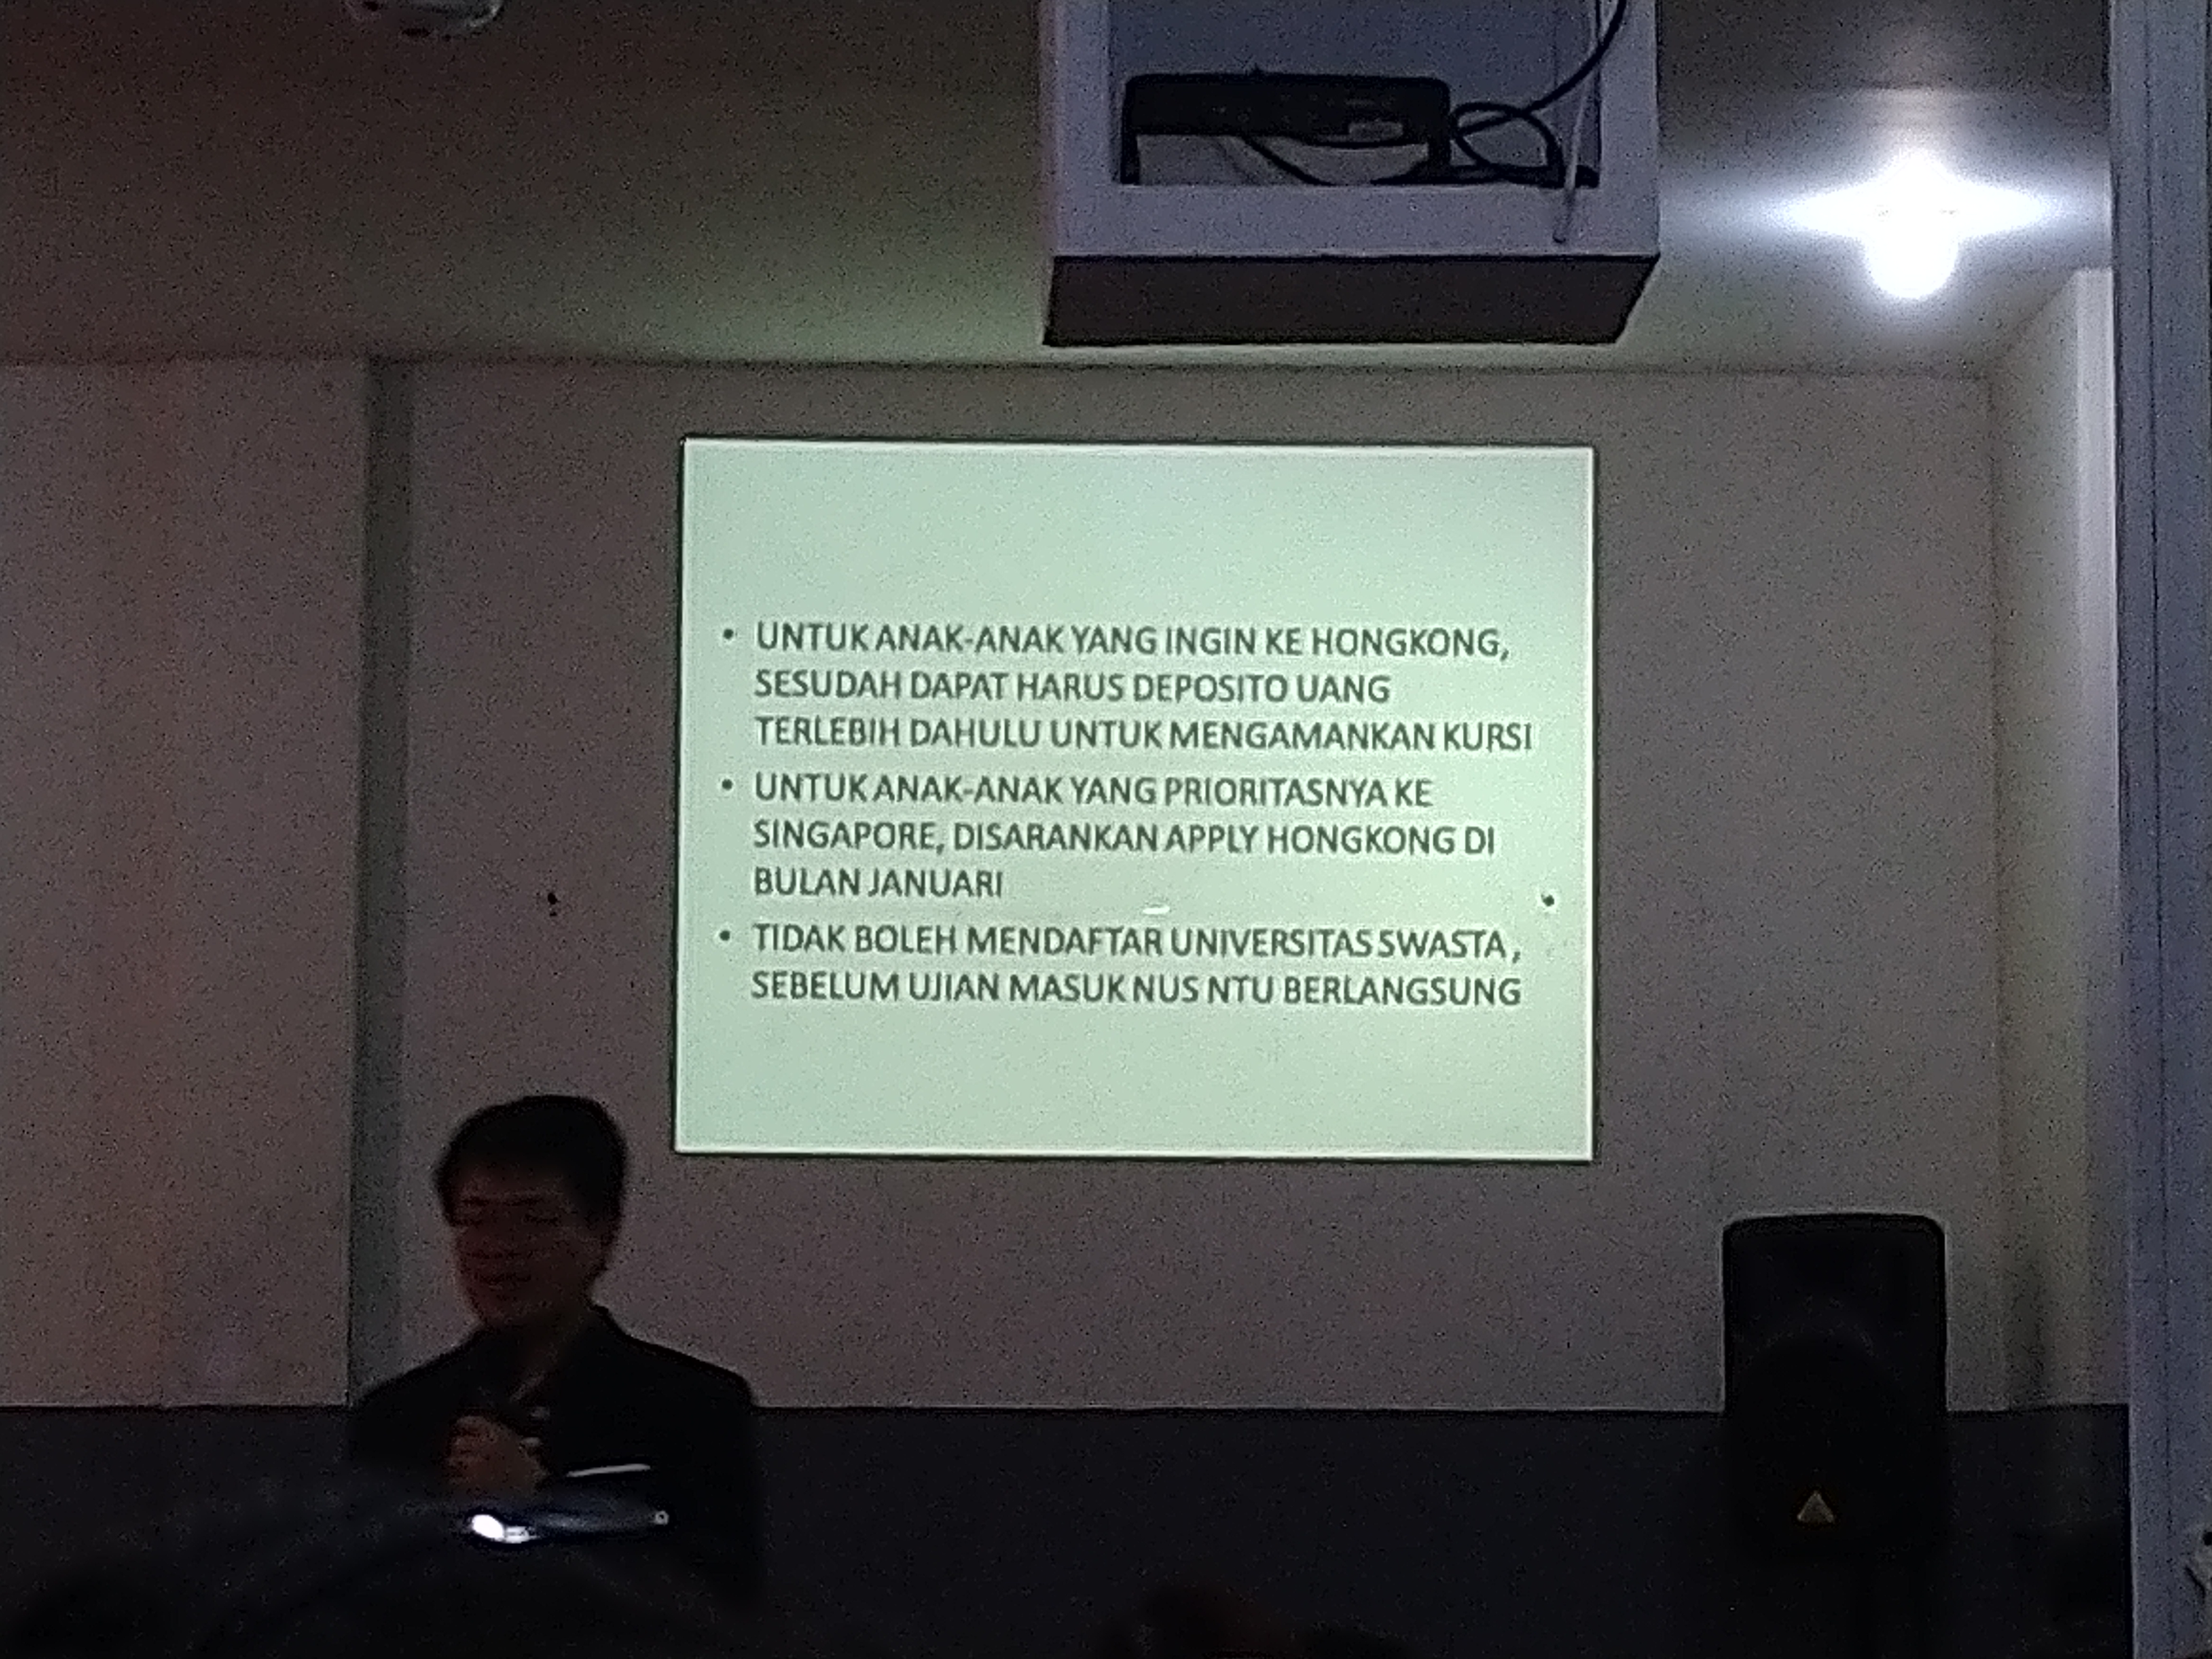 • UNTUK ANAK-ANAK YANG INGIN KE HONGKONG,
SESUDAH DAPAT HARUS DEPOSITO UANG
TERLEBIH DAHULU UNTUK MENGAMANKAN KURSI
• UNTUK ANAK-ANAK YANG PRIORITASNYA KE
SINGAPORE, DISARANKAN APPLY HONGKONG DI
BULAN JANUARI
• TIDAK BOLEH MENDAFTAR UNIVERSITAS SWASTA ,
SEBELUM UJIAN MASUK NUS NTU BERLANGSUNG